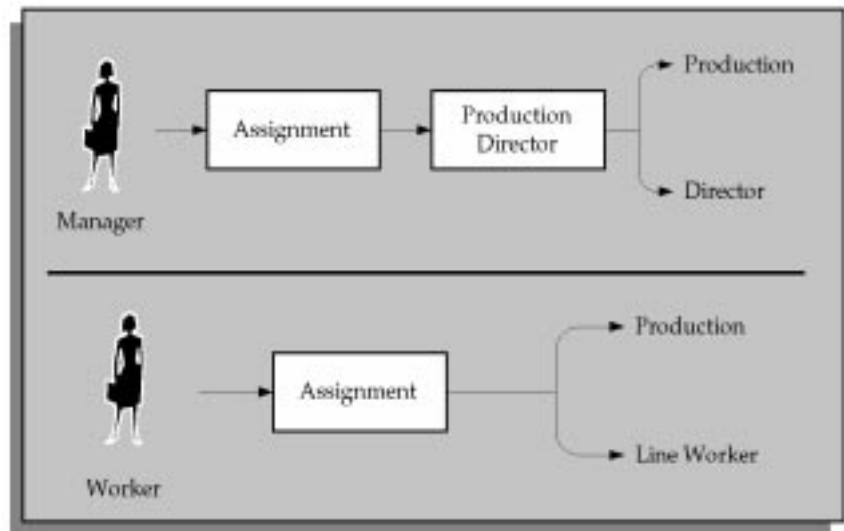 Production
Assignment
Production
Director
Director
Manager
Production
Assignment
Line Worker
Worker